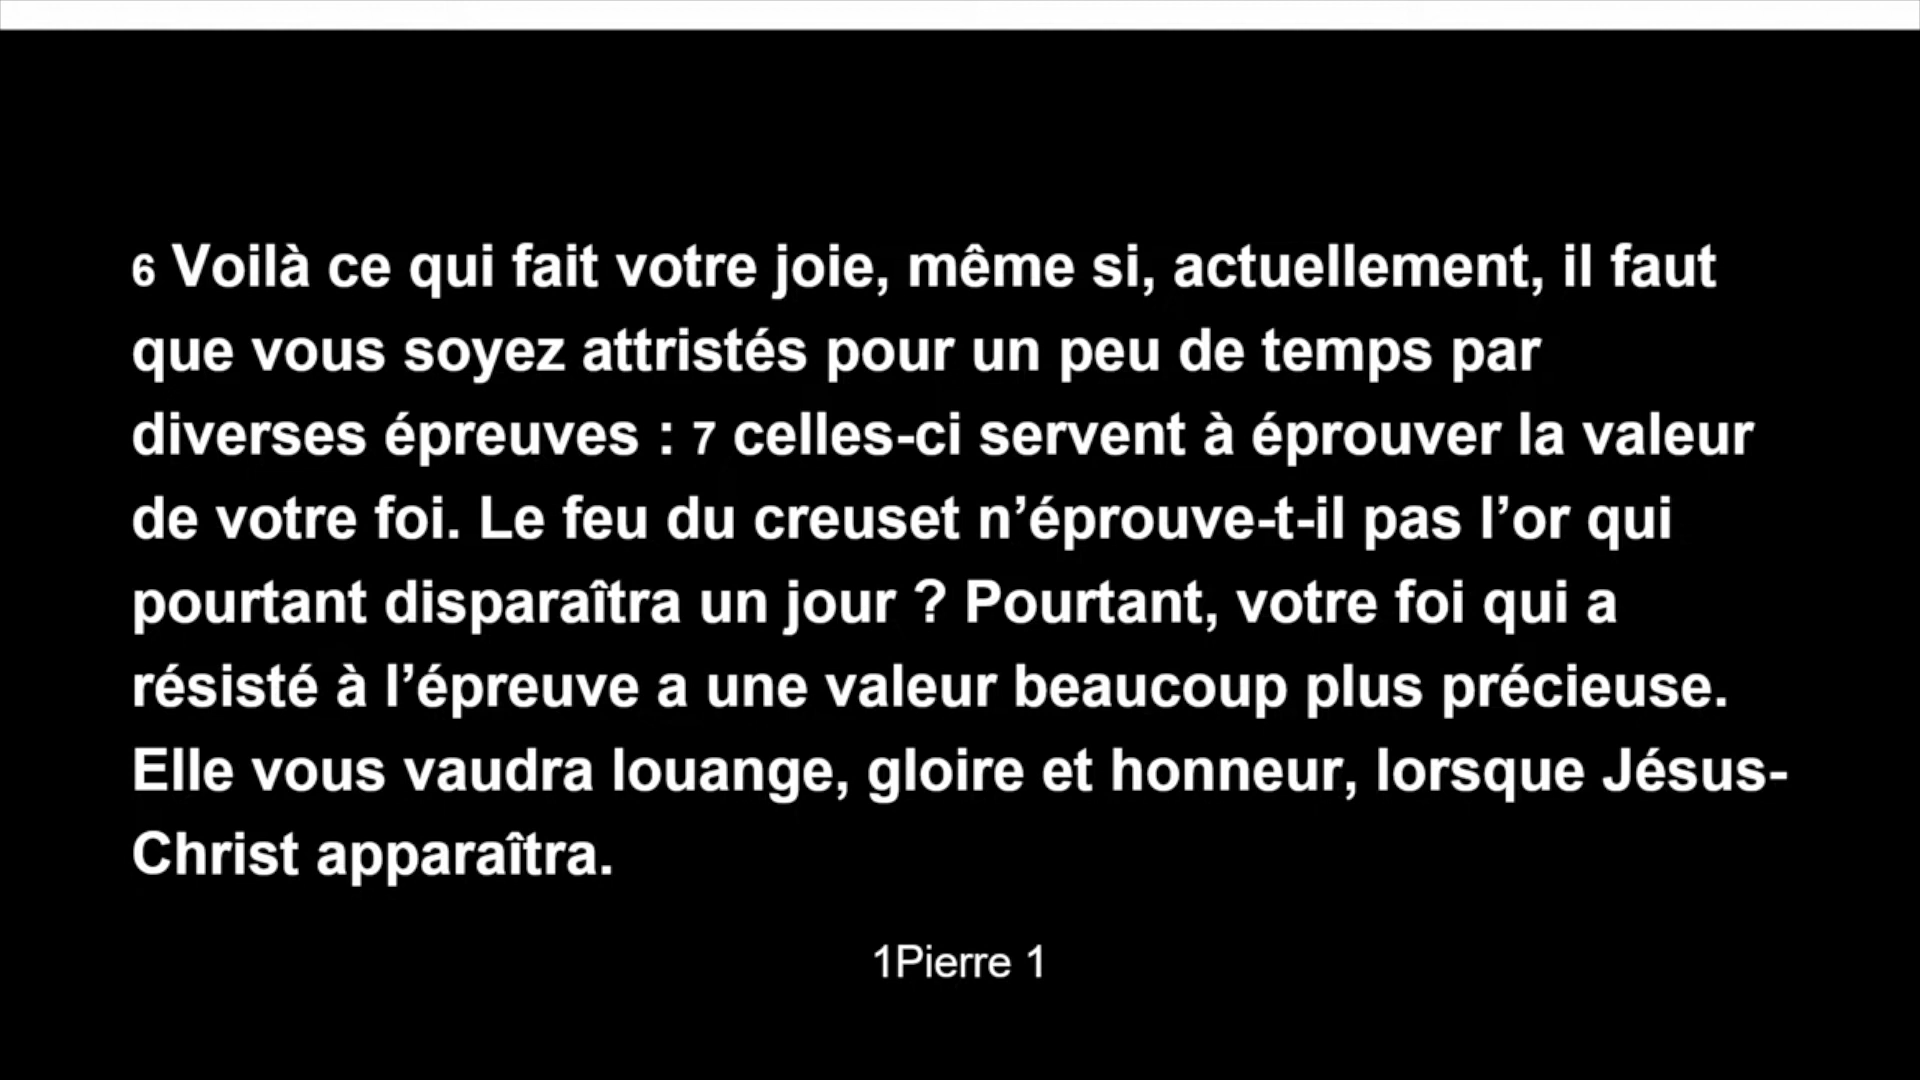 6 Voilà ce qui fait votre joie, même si, actuellement, il faut
que vous soyez attristés pour un peu de temps par
diverses épreuves : 7 celles-ci servent à éprouver la valeur
de votre foi. Le feu du creuset n’éprouve-t-il pas l’or qui
pourtant disparaîtra un jour ? Pourtant, votre foi qui a
résisté à l’épreuve a une valeur beaucoup plus précieuse.
Elle vous vaudra louange, gloire et honneur, lorsque Jésus-
Christ apparaîtra.
1Pierre 1